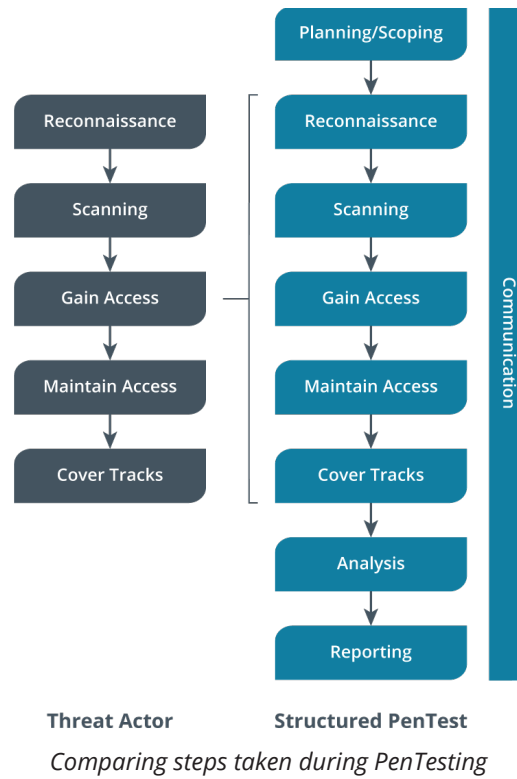 Planning/Scoping
Reconnaissance
Scanning
Gain Access
Maintain Access
Cover Tracks
Reconnaissance
Scanning
Gain Access
Maintain Access
Cover Tracks
Analysis
Reporting
Communication
Threat Actor
Structured PenTest
Comparing steps taken during PenTesting